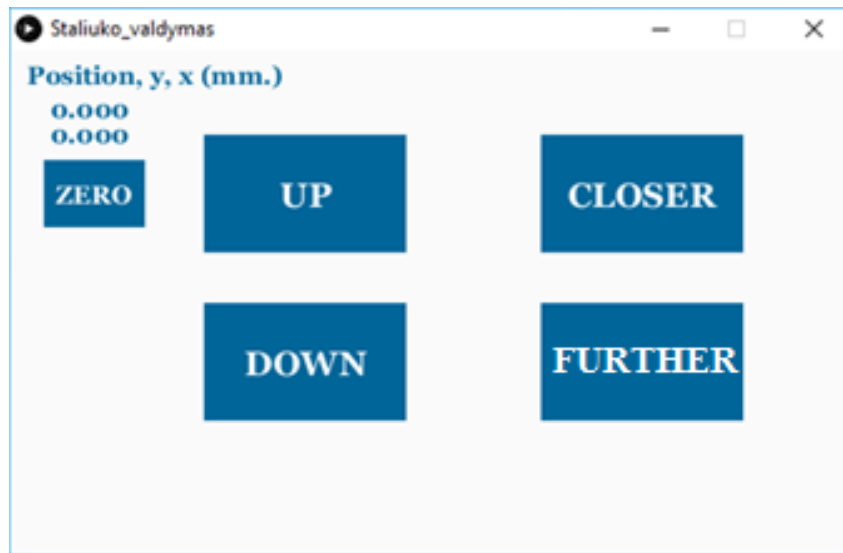 Staliuko_valdymas
Position, y, x (mm.)
0.000
0.000
ZERO
UP
CLOSER
DOWN
FURTHER